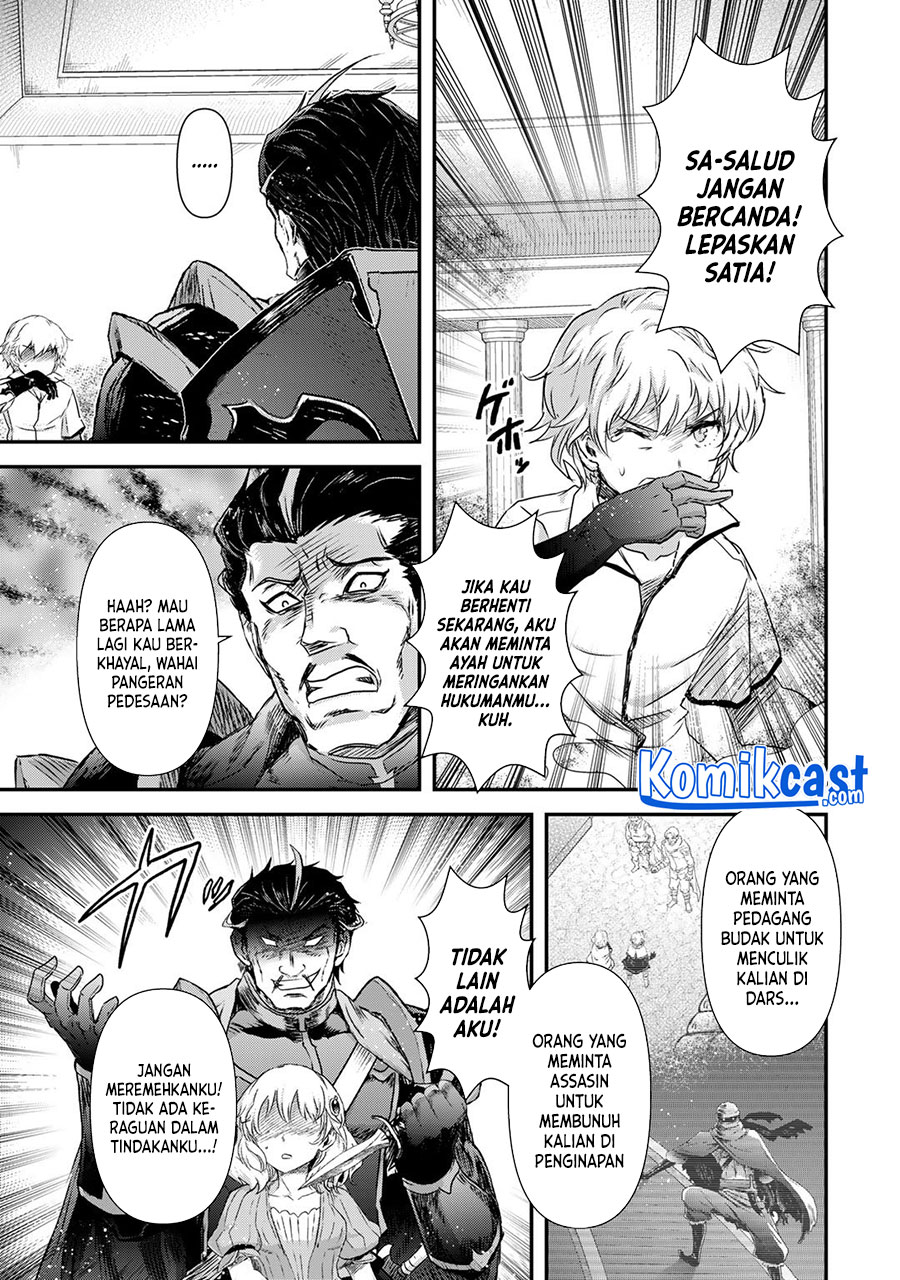 SA-SALUD
JANGAN
BERCANDA!
LEPASKAN
SATIA!
ゲホッ
JIKA KAU
BERHENTI
SEKARANG, AKU
AKAN MEMINTA
AYAH UNTUK
MERINGANKAN
HUKUMANMU...
KUH.
.....
HAAH? MAU
BERAPA LAMA
LAGI KAU BER-
KHAYAL, WAHAI
PANGERAN
PEDESAAN?
Komikcast
.com
ORANG YANG
MEMINTA
PEDAGANG
BUDAK UNTUK
MENCULIK
KALIAN DI
DARS...
ORANG YANG
MEMINTA
ASSASIN
UNTUK
MEMBUNUH
KALIAN DI
PENGINAPAN
TIDAK
LAIN
ADALAH
AKU!
JANGAN
MEREMEHKANKU!
TIDAK ADA KE-
RAGUAN DALAM
TINDAKANKU...!